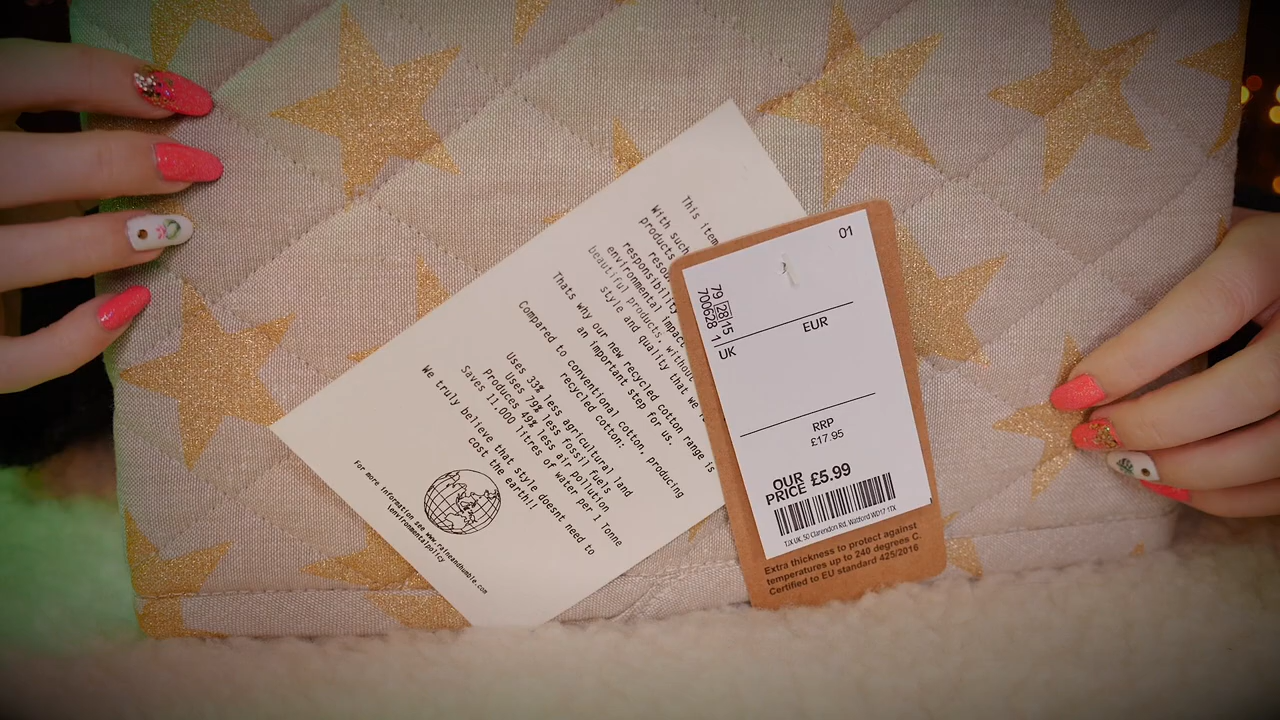 This item
With such
products
resou
responsibility
environmental impact
beautiful products, without
style and quality that we
Thats why our new recycled cotton range is
an important step for us.
Compared to conventional cotton, producing
recycled cotton:
Uses 33% less agricultural land
Uses 79% less fossil fuels
Produces 49% less air pollution
Saves 11.000 litres of water per 1 Tonne
We truly believe that style doesnt need to
cost the earth!!
For more information see www.raineandhumble.com
\environmentalpolicy
01
79 28 15
700628 1
EUR
UK
RRP
£17.95
OUR PRICE £5.99
TJX UK, 50 Clarendon Rd, Watford WD17 1TX
Extra thickness to protect against
temperatures up to 240 degrees C.
Certified to EU standard 425/2016